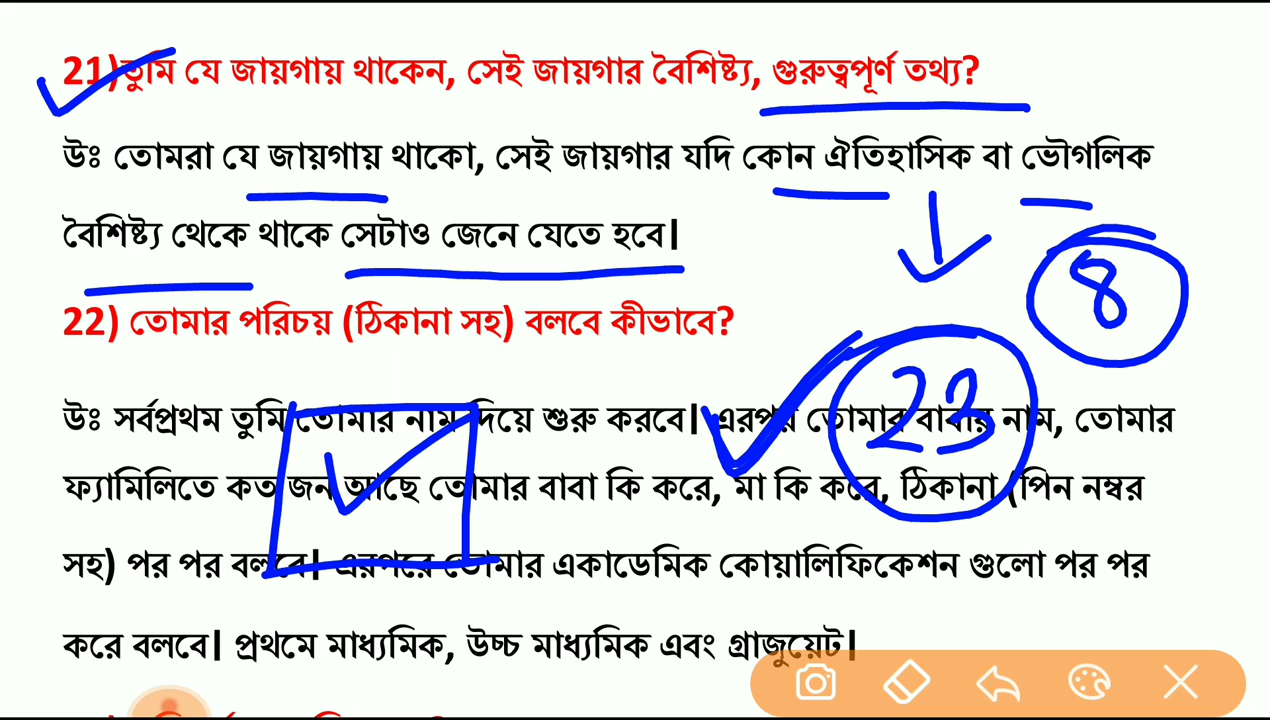 21)তুমি যে জায়গায় থাকেন, সেই জায়গার বৈশিষ্ট্য, গুরুত্বপূর্ণ তথ্য?
উঃ তোমরা যে জায়গায় থাকো, সেই জায়গার যদি কোন ঐতিহাসিক বা ভৌগলিক
বৈশিষ্ট্য থেকে থাকে সেটাও জেনে যেতে হবে।
8
22) তোমার পরিচয় (ঠিকানা সহ) বলবে কীভাবে?
23
উঃ সর্বপ্রথম তুমি তোমার নাম দিয়ে শুরু করবে। এরপর তোমার বাবার নাম, তোমার
ফ্যামিলিতে কত জন আছে তোমার বাবা কি করে, মা কি করে, ঠিকানা (পিন নম্বর
সহ) পর পর বলবে। এরপরে তোমার একাডেমিক কোয়ালিফিকেশন গুলো পর পর
করে বলবে। প্রথমে মাধ্যমিক, উচ্চ মাধ্যমিক এবং গ্রাজুয়েট।